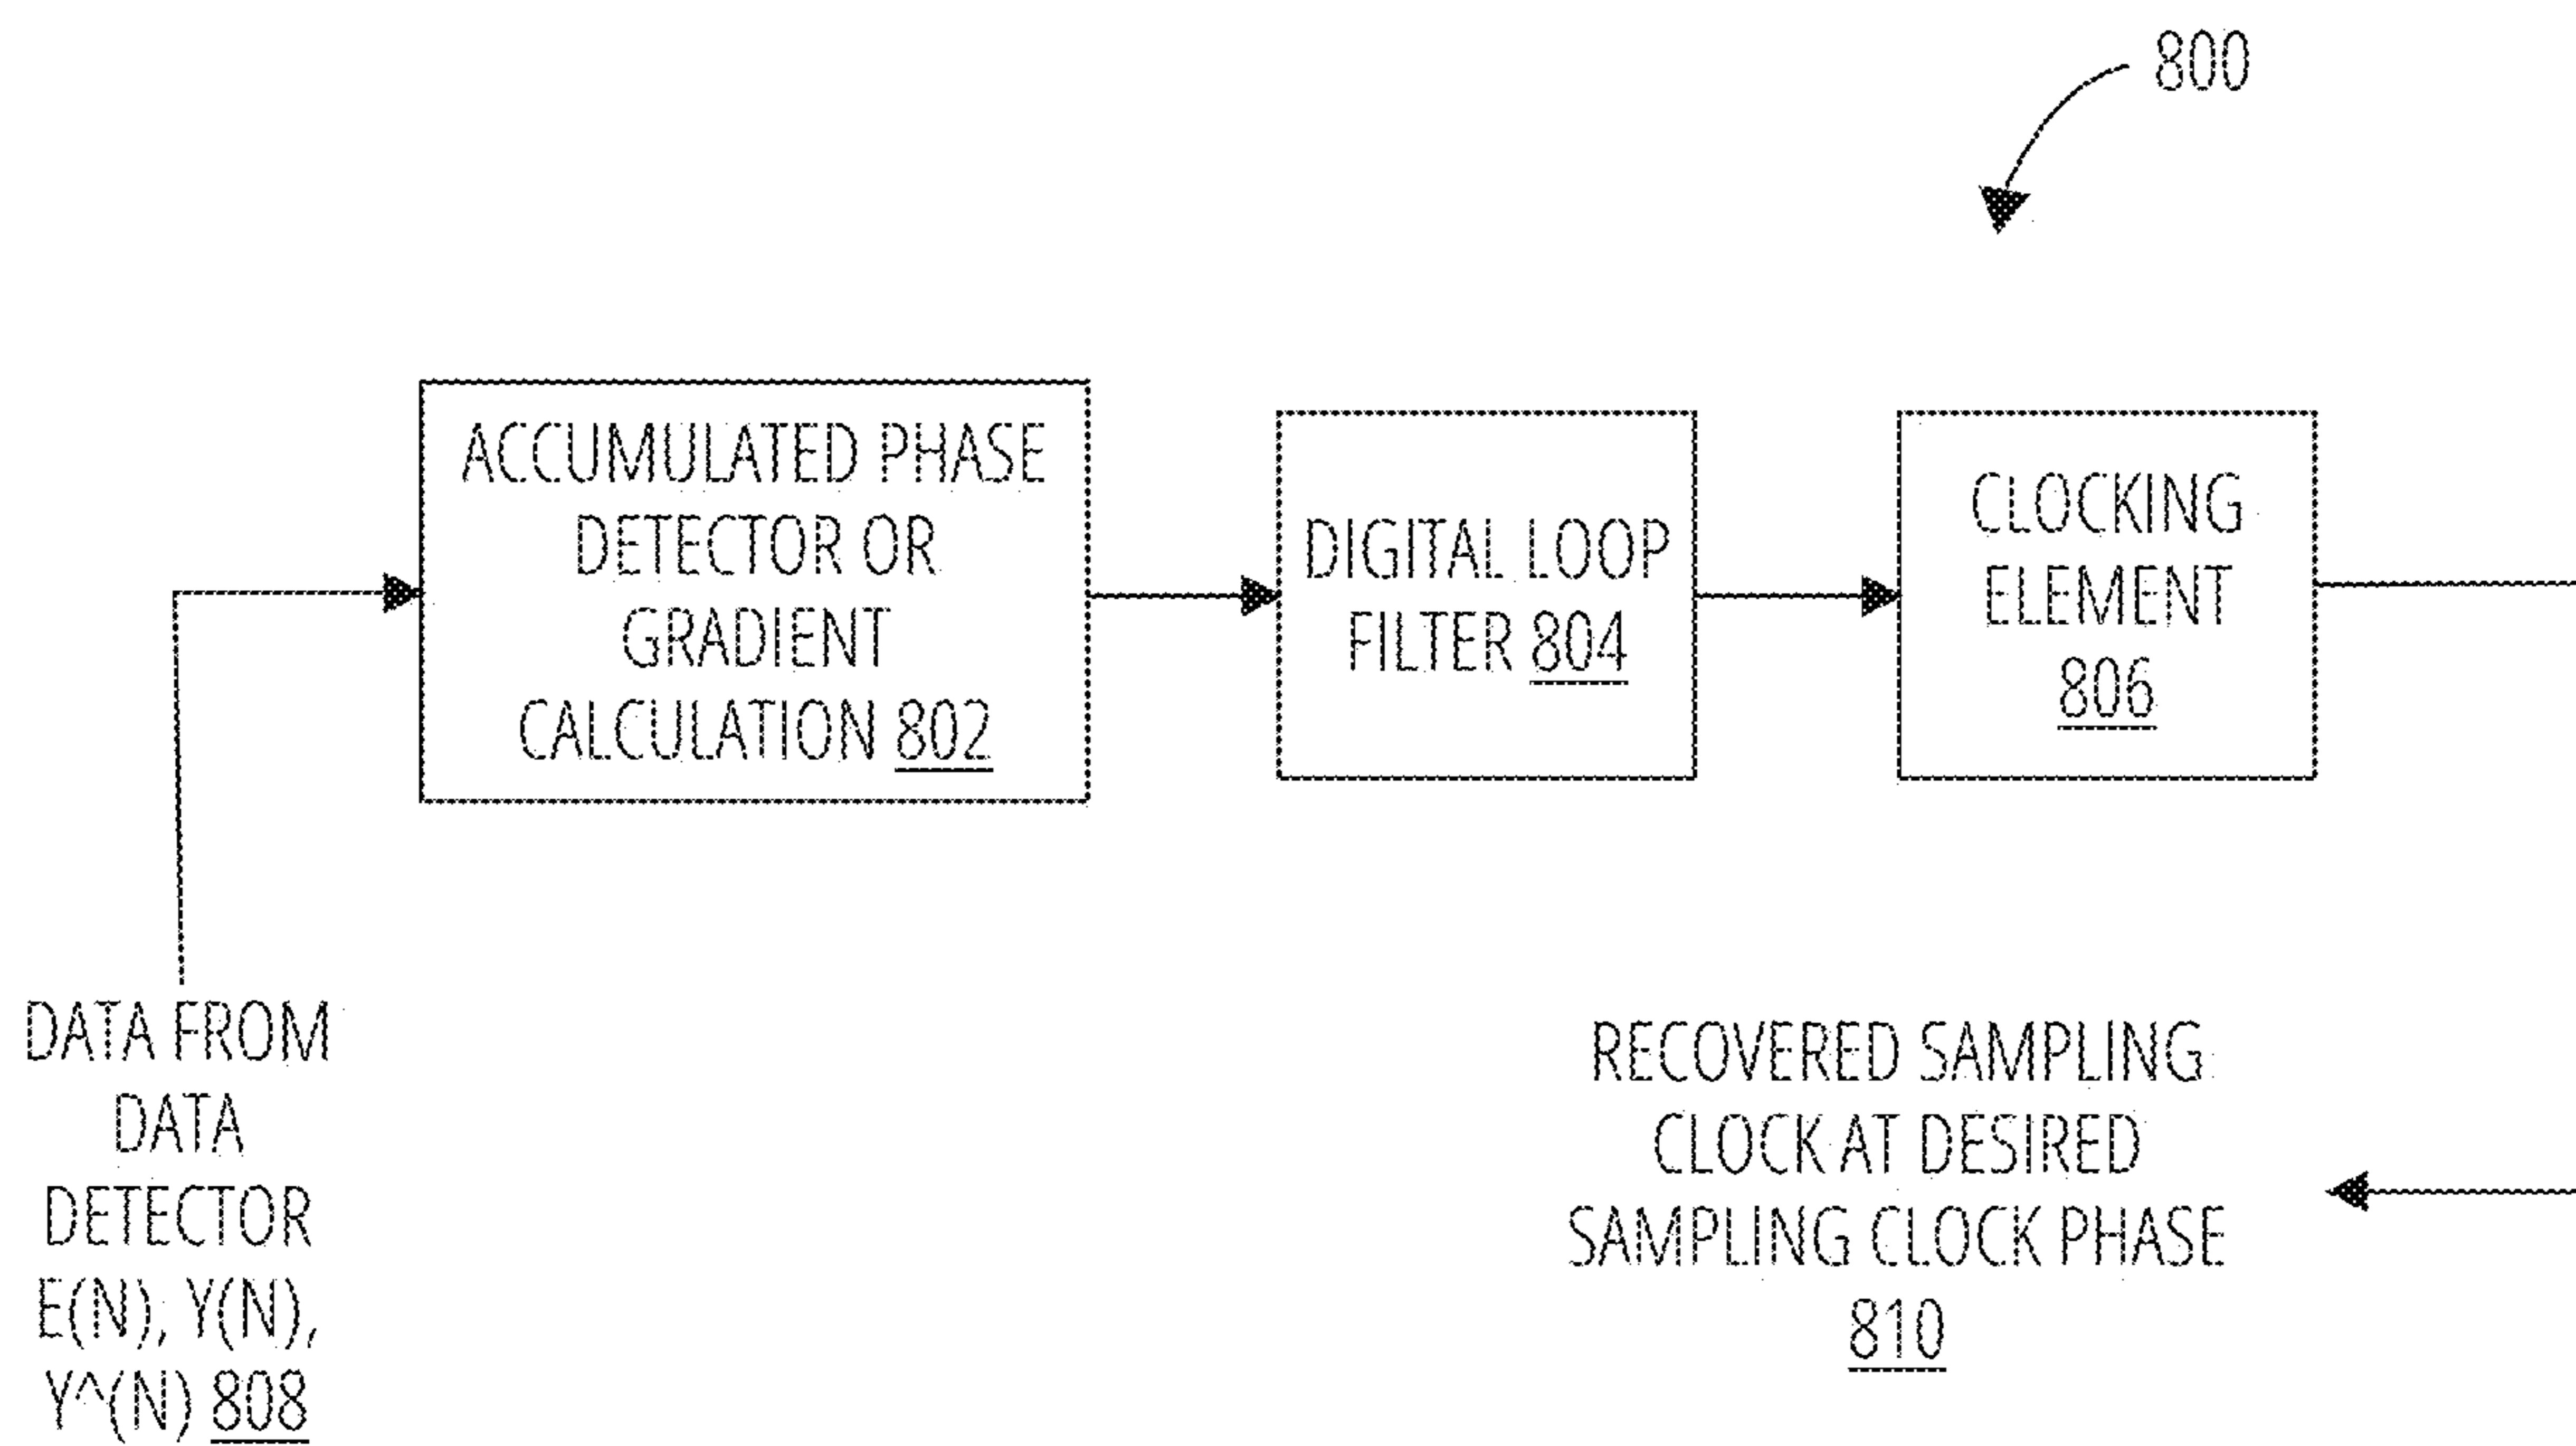 800
ACCUMULATED PHASE
DETECTOR OR
GRADIENT
CALCULATION 802
DIGITAL LOOP
FILTER 804
CLOCKING
ELEMENT
806
DATA FROM
DATA
DETECTOR
E(N), Y(N),
Y^(N) 808
RECOVERED SAMPLING
CLOCK AT DESIRED
SAMPLING CLOCK PHASE
810